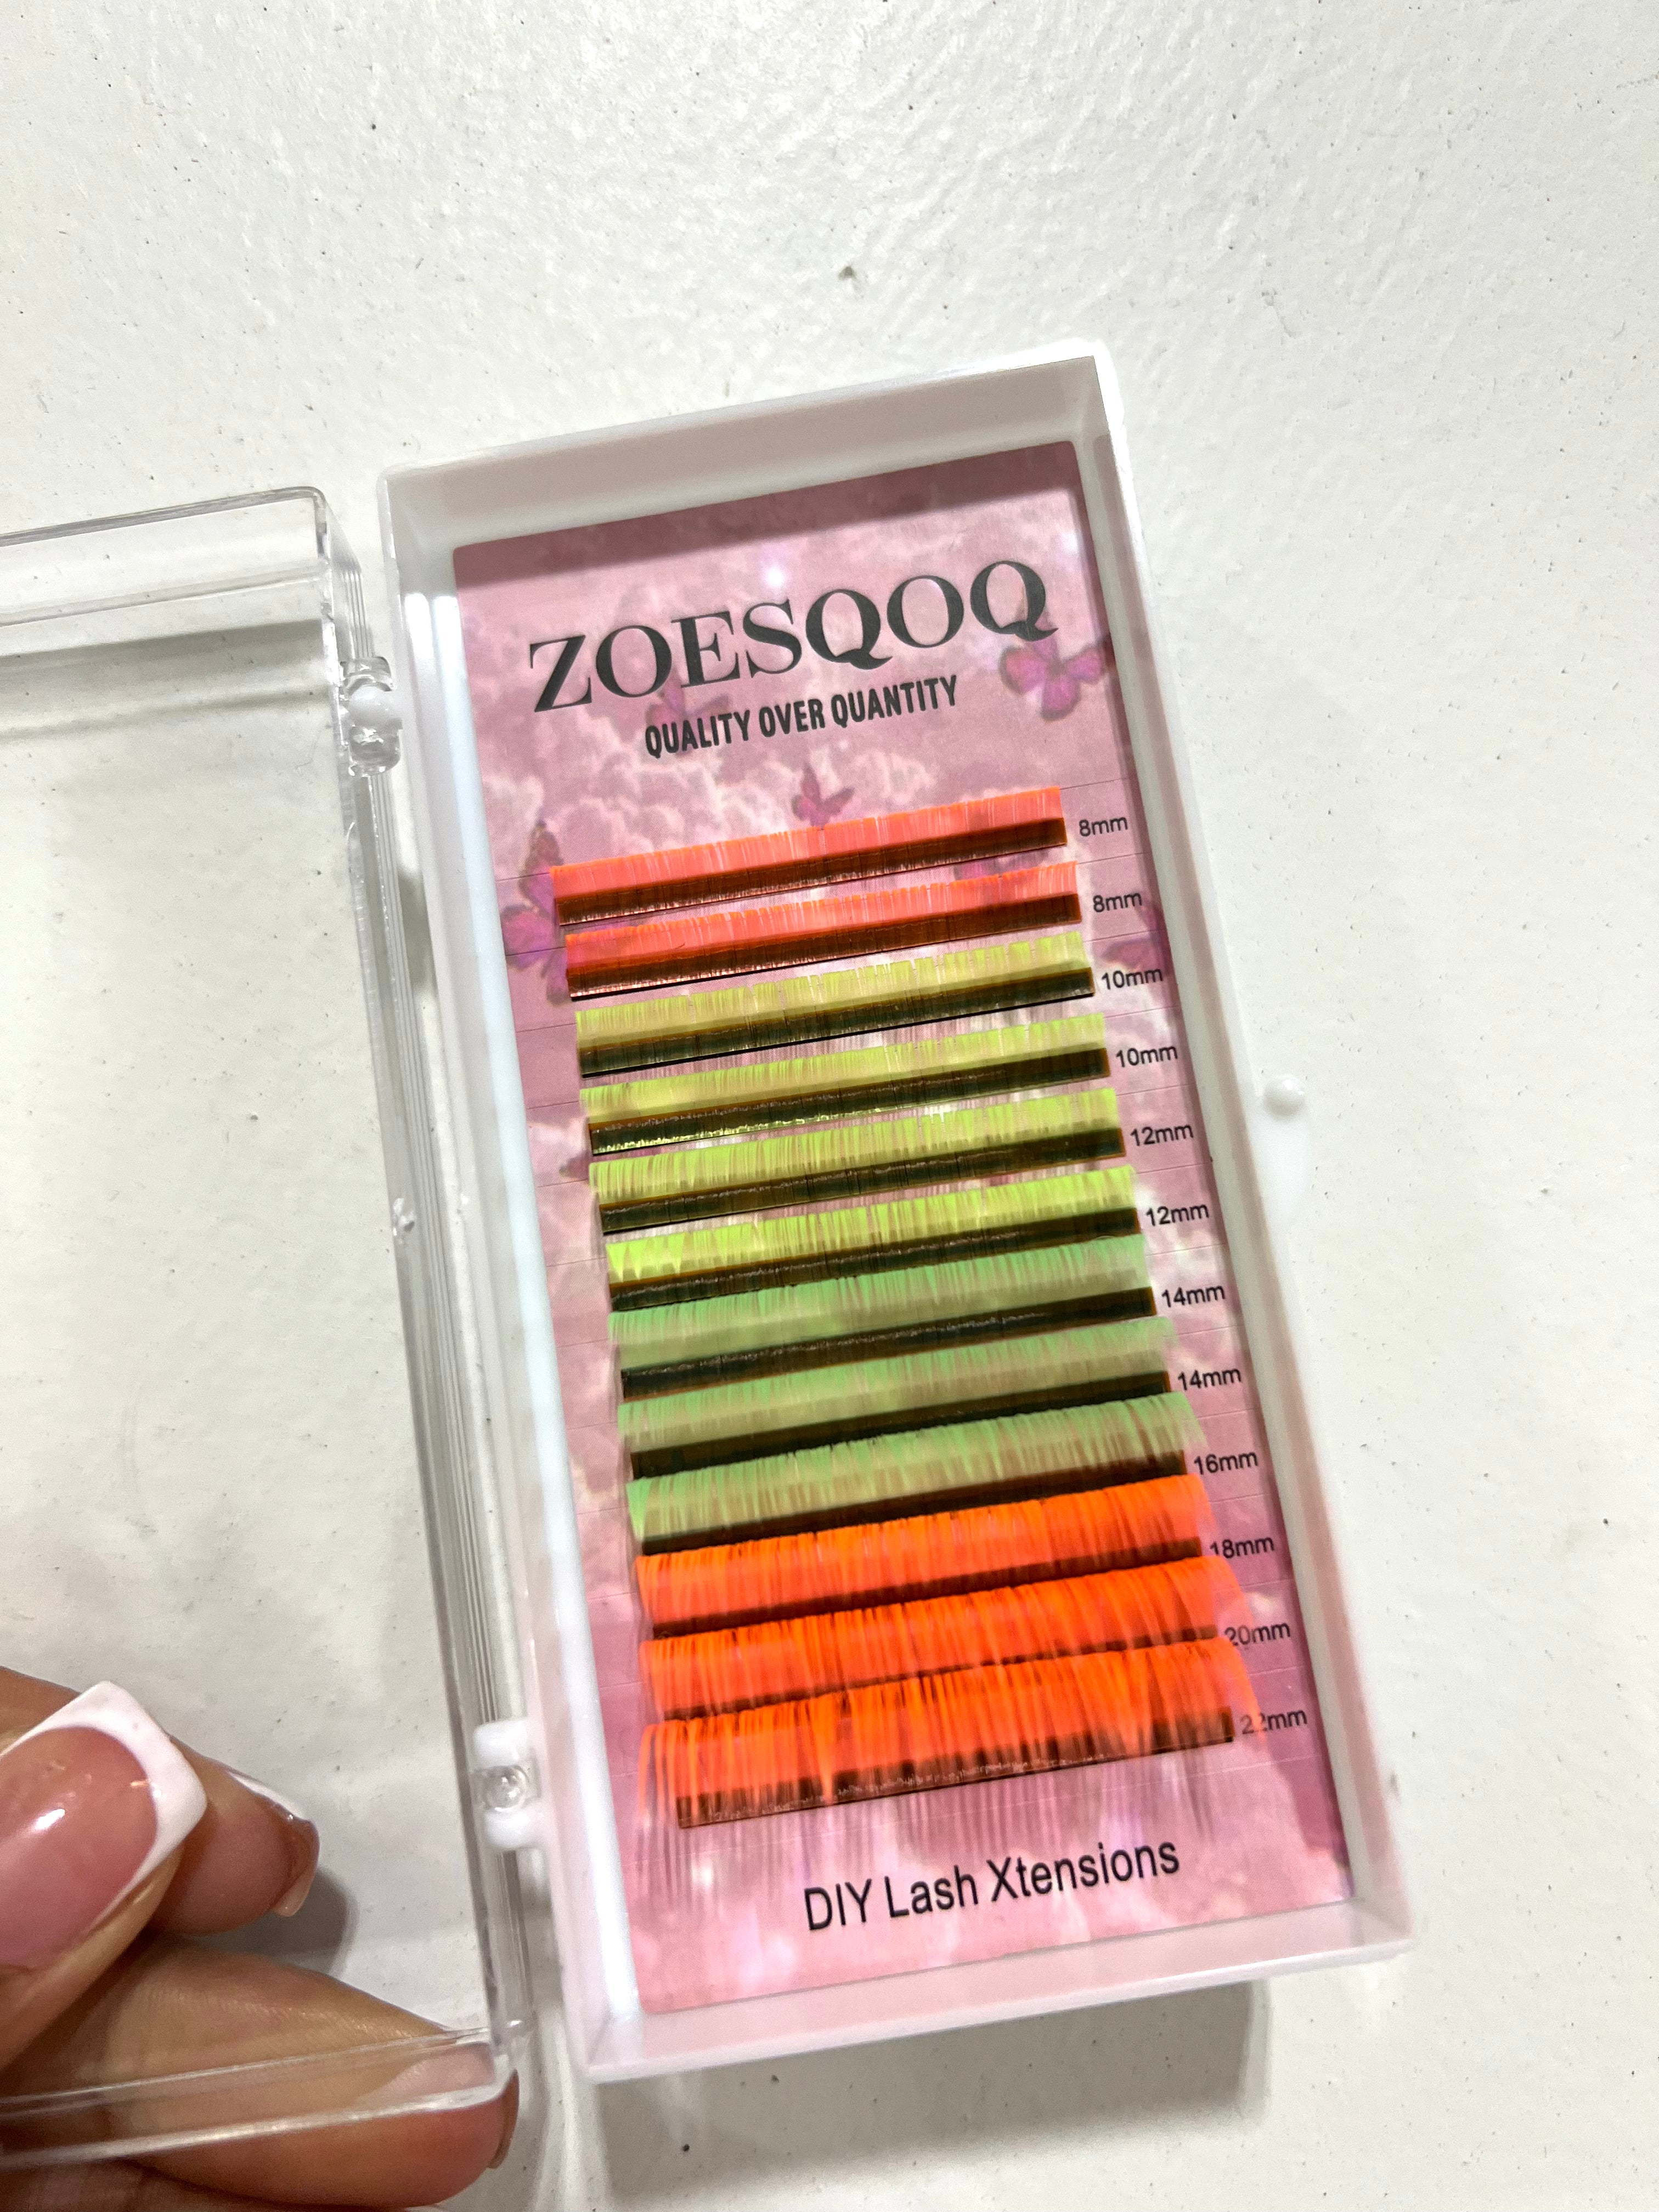 ZOESQOQ
QUALITY OVER QUANTITY
8mm
8mm
10mm
10mm
12mm
12mm
14mm
14mm
16mm
18mm
20mm
22mm
DIY Lash Xtensions